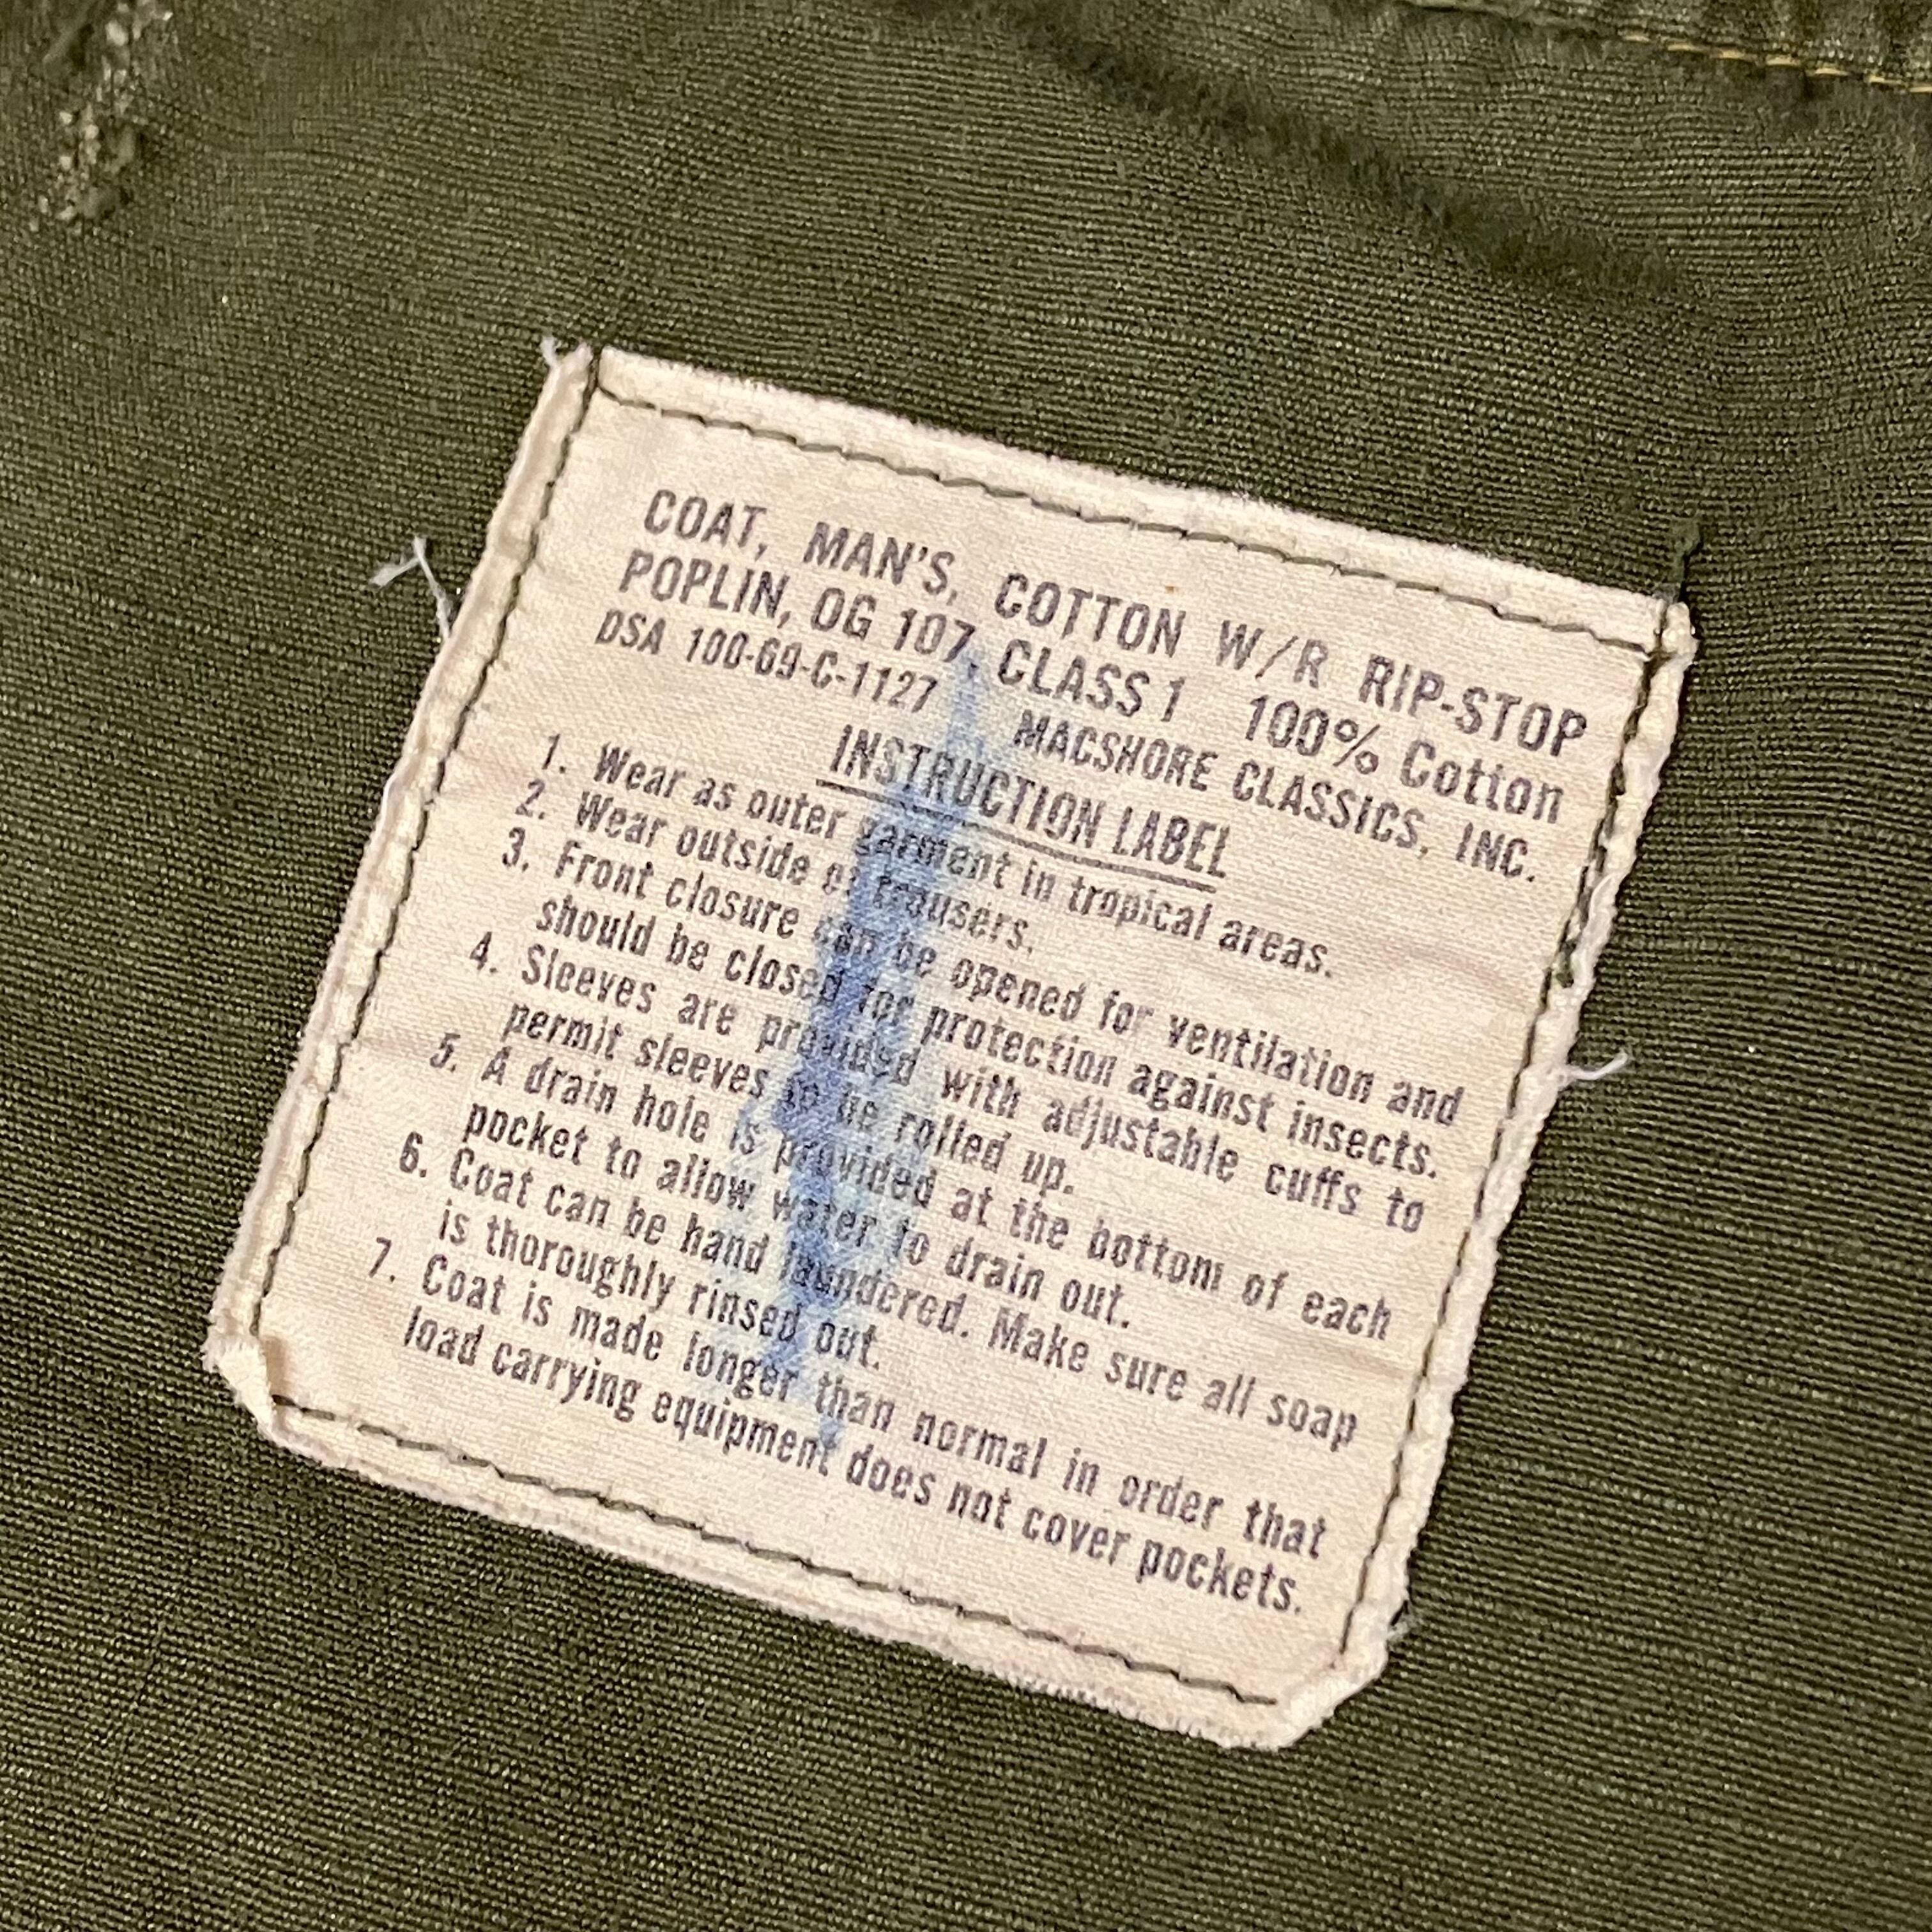 COAT, MAN'S, COTTON W/R RIP-STOP
POPLIN, OG 107, CLASS 1 100% Cotton
DSA 100-69-C-1127 MACSHORE CLASSICS, INC.
INSTRUCTION LABEL
1. Wear as outer garment in tropical areas.
2. Wear outside of trousers.
3. Front closure can be opened for ventilation and
should be closed for protection against insects.
4. Sleeves are provided with adjustable cuffs to
permit sleeves to be rolled up.
5. A drain hole is provided at the bottom of each
pocket to allow water to drain out.
6. Coat can be hand laundered. Make sure all soap
is thoroughly rinsed out.
7. Coat is made longer than normal in order that
load carrying equipment does not cover pockets.